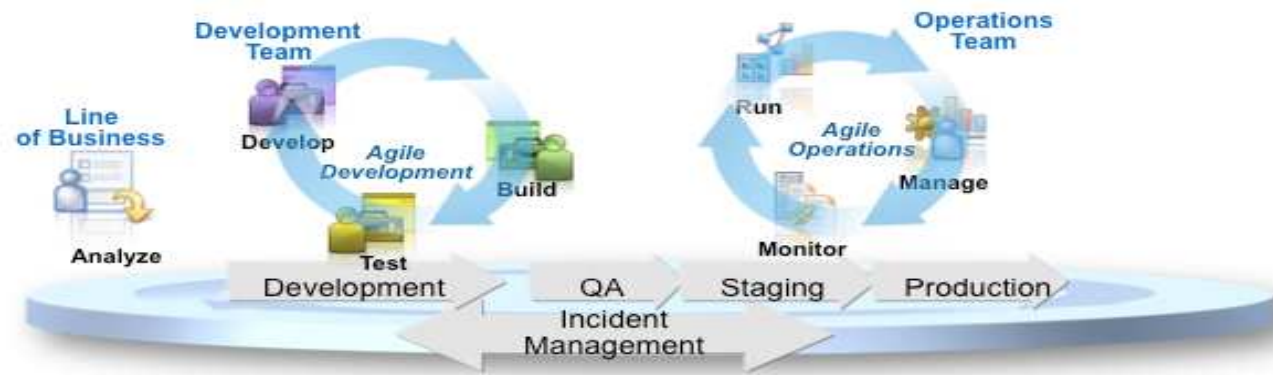 Line
of Business
Analyze
Development
Team
Develop
Agile
Development
Build
Test
Operations
Team
Run
Agile
Operations
Manage
Monitor
Development
QA
Staging
Production
Incident
Management